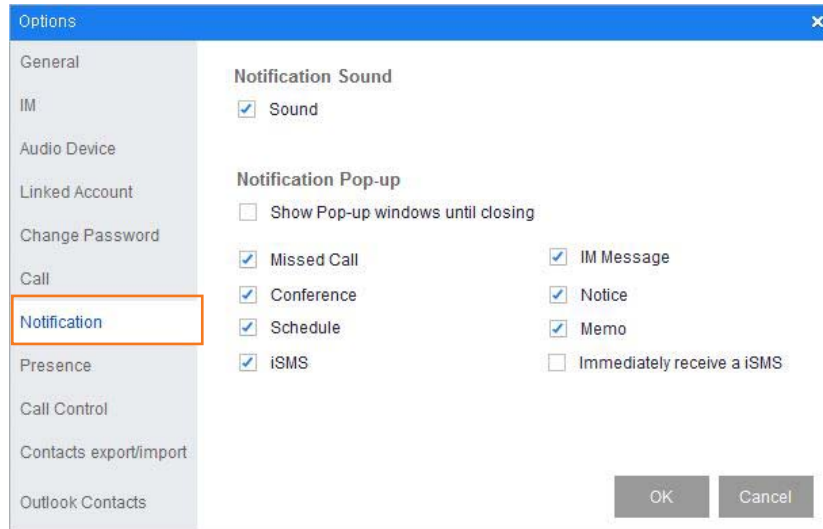 Options
General
IM
Audio Device
Linked Account
Change Password
Call
Notification
Presence
Call Control
Contacts export/import
Outlook Contacts
Notification Sound
Sound
Notification Pop-up
Show Pop-up windows until closing
Missed Call
IM Message
Conference
Notice
Schedule
Memo
iSMS
Immediately receive a iSMS
OK
Cancel